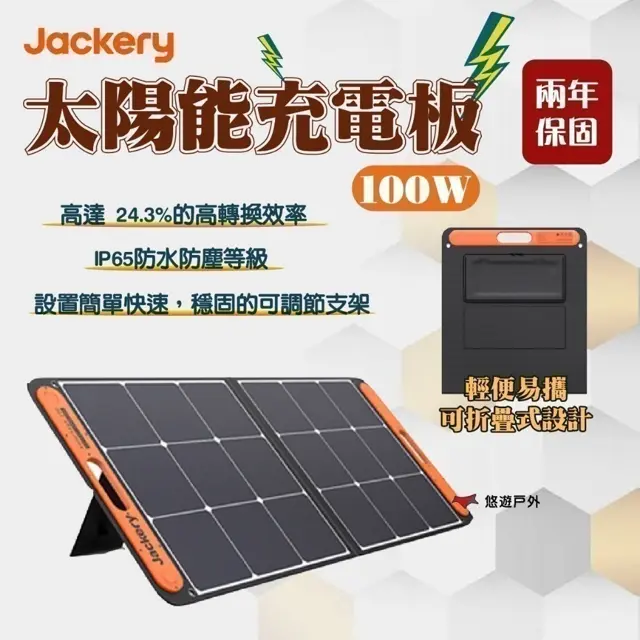 Jackery
太陽能充電板
兩年
保固
100W
高達 24.3%的高轉換效率
IP65防水防塵等級
設置簡單快速，穩固的可調節支架
輕便易攜
可折疊式設計
悠遊戶外
Jackery